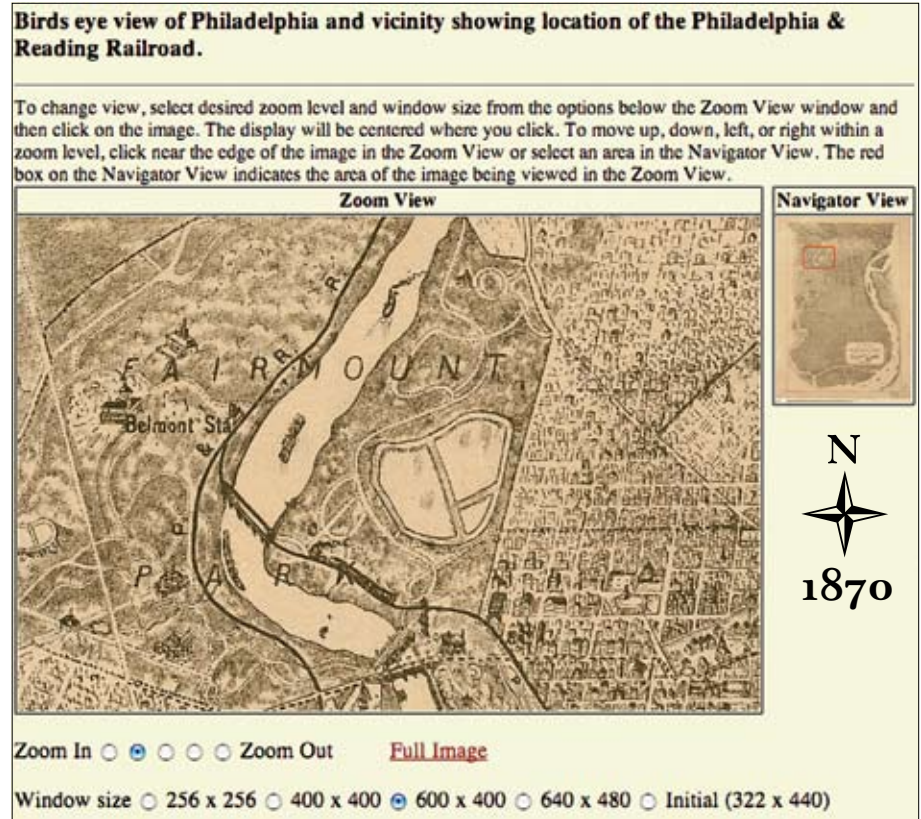 Birds eye view of Philadelphia and vicinity showing location of the Philadelphia &
Reading Railroad.
To change view, select desired zoom level and window size from the options below the Zoom View window and
then click on the image. The display will be centered where you click. To move up, down, left, or right within a
zoom level, click near the edge of the image in the Zoom View or select an area in the Navigator View. The red
box on the Navigator View indicates the area of the image being viewed in the Zoom View.
Zoom View
Navigator View
R
R
FAIRMOUNT
Belmont Sta
&
P
PARK
N
1870
Zoom In
Zoom Out
Full Image
Window size
256 x 256
400 x 400
600 x 400
640 x 480
Initial (322 x 440)